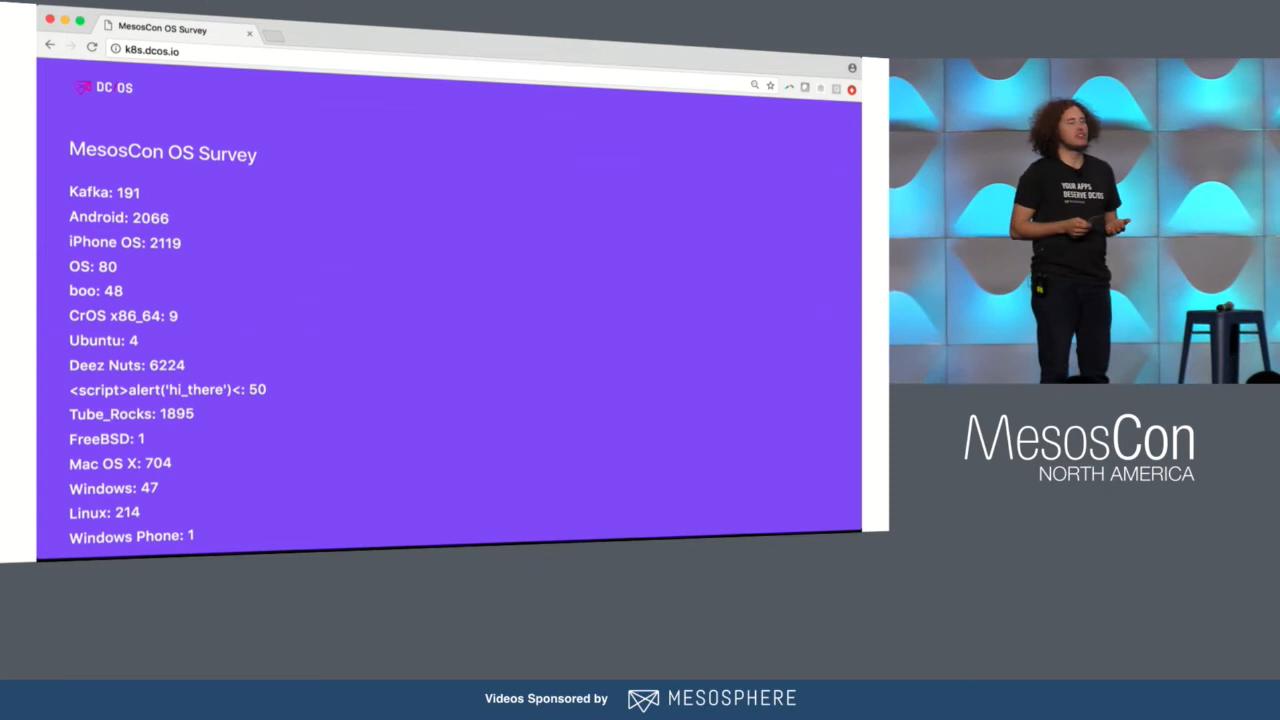 MesosCon OS Survey
k8s.dcos.io
DC OS
MesosCon OS Survey
Kafka: 191
Android: 2066
iPhone OS: 2119
OS: 80
boo: 48
CrOS x86_64: 9
Ubuntu: 4
Deez Nuts: 6224
<script>alert('hi_there')<: 50
Tube_Rocks: 1895
FreeBSD: 1
Mac OS X: 704
Windows: 47
Linux: 214
Windows Phone: 1
YOUR APPS
DESERVE DC/OS
MesosCon
NORTH AMERICA
Videos Sponsored by
MESOSPHERE